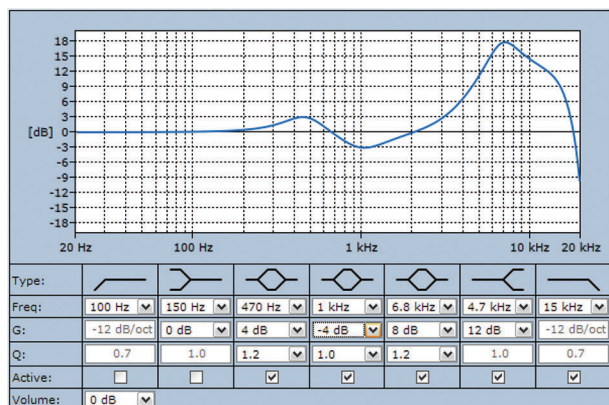 18
15
12
9
6
3
[dB] 0
-3
-6
-9
-12
-15
-18
20 Hz 100 Hz 1 kHz 10 kHz 20 kHz
Type:
Freq: 100 Hz 150 Hz 470 Hz 1 kHz 6.8 kHz 4.7 kHz 15 kHz
G: -12 dB/oct 0 dB 4 dB -4 dB 8 dB 12 dB -12 dB/oct
Q: 0.7 1.0 1.2 1.0 1.2 1.0 0.7
Active:
Volume: 0 dB